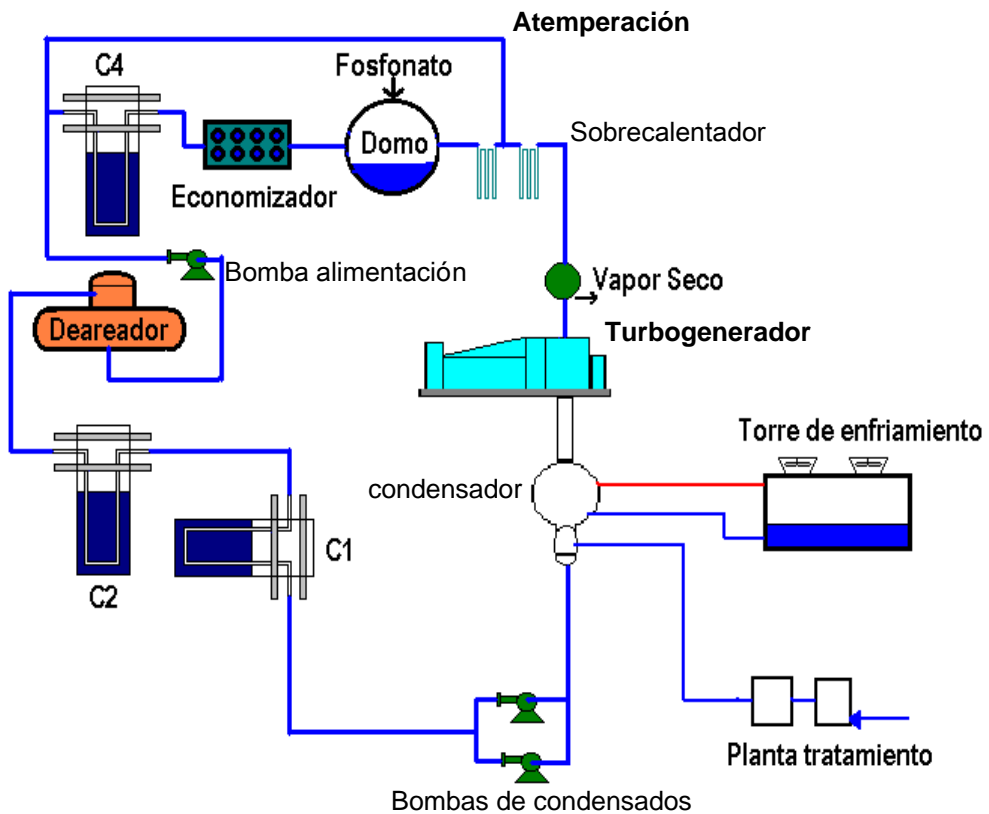 Atemperación
C4
Fosfonato
Domo
Sobrecalentador
Economizador
Bomba alimentación
Vapor Seco
Deareador
Turbogenerador
Torre de enfriamiento
condensador
C1
C2
Planta tratamiento
Bombas de condensados